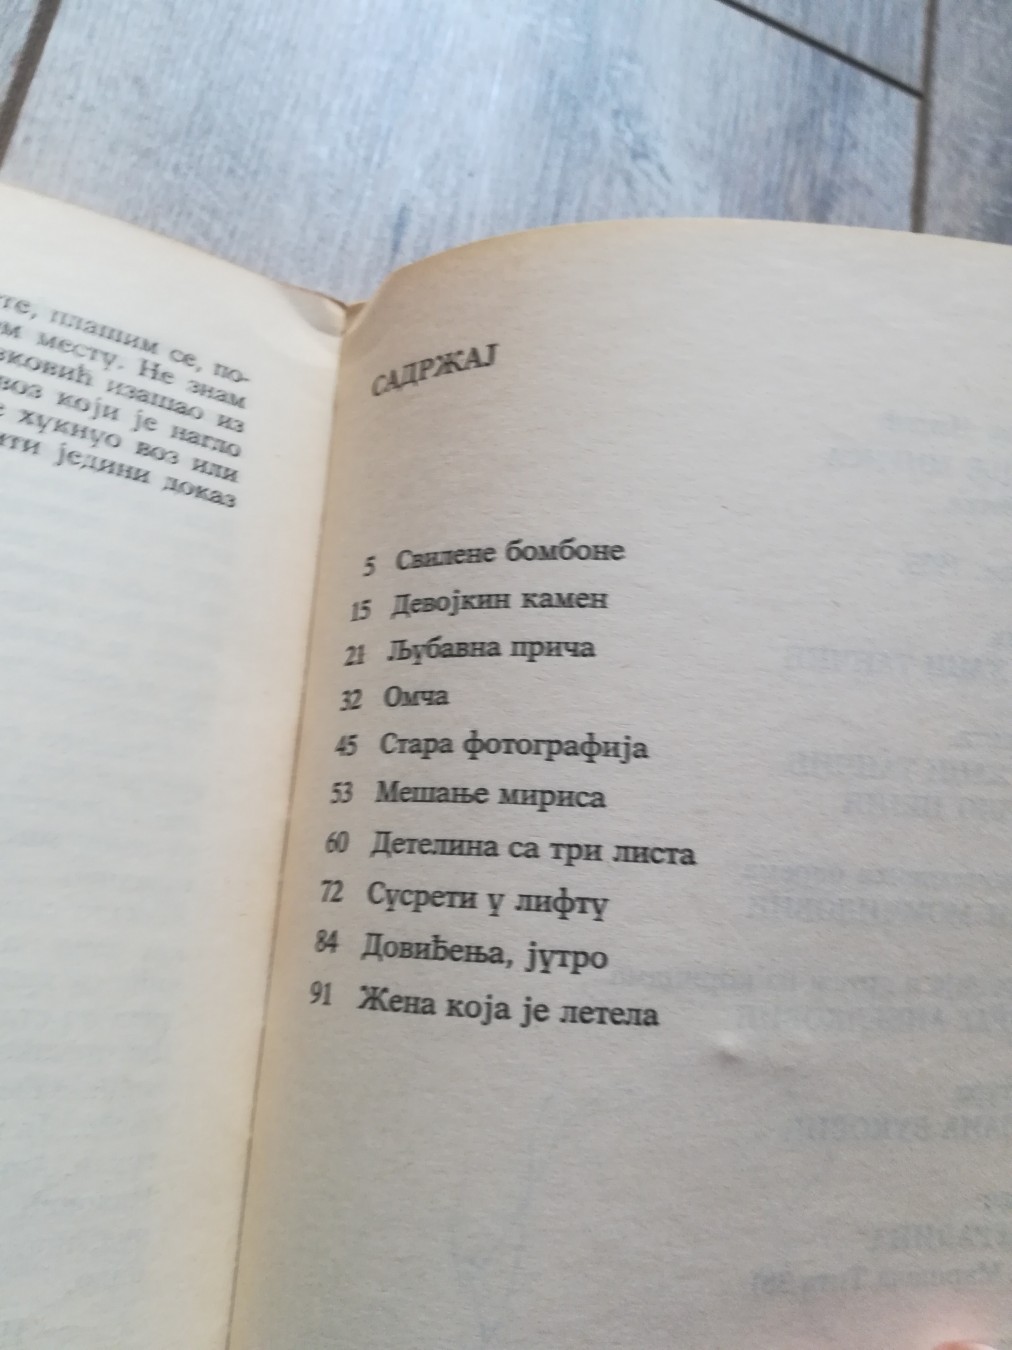 те, плашим се, по-
м месту. Не знам
вковић изашао из
воз који је нагло
е хукнуо воз или
ити једини доказ
САДРЖАЈ
5 Свилене бомбоне
15 Девојкин камен
21 Љубавна прича
32 Омча
45 Стара фотографија
53 Мешање мириса
60 Детелина са три листа
72 Сусрети у лифту
84 Довиђења, јутро
91 Жена која је летела